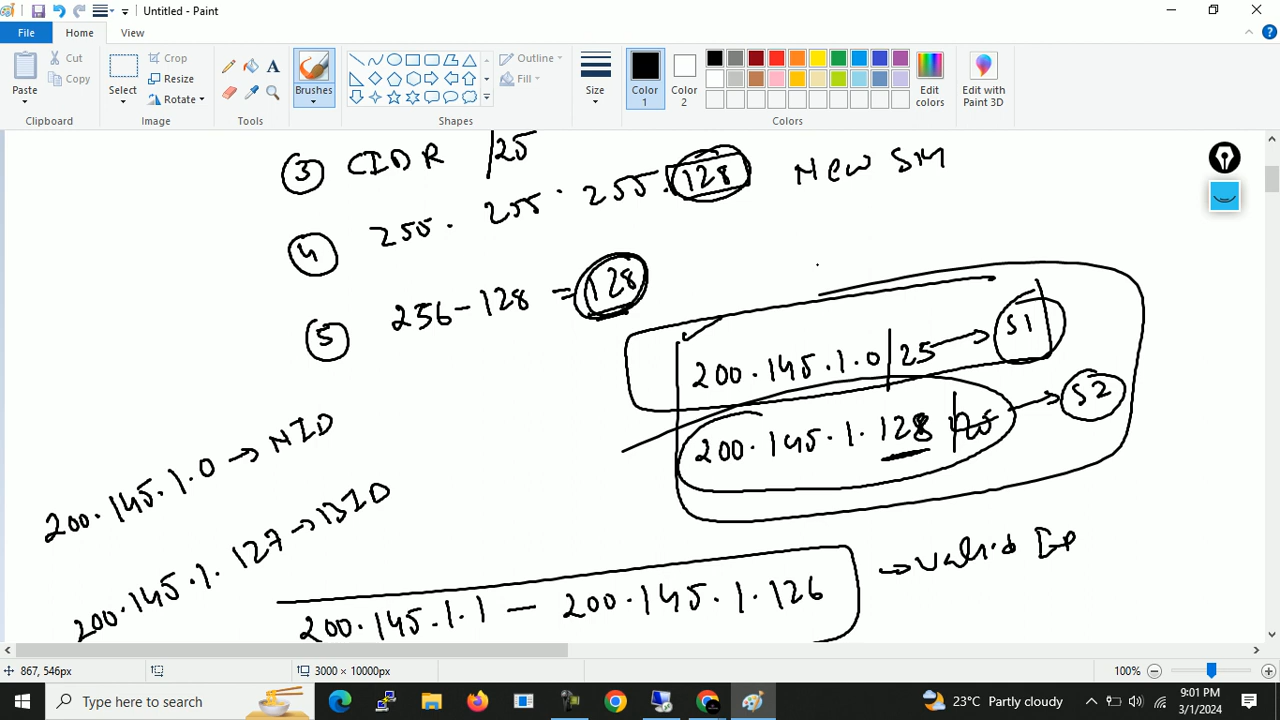 Untitled - Paint
File Home View
Paste Cut Copy Clipboard
Select Crop Resize Rotate Image
Tools
Brushes
Shapes Outline Fill
Size
Color 1 Color 2 Edit colors Colors
Edit with Paint 3D
3 CIDR /25
4 255. 255. 255. 128 New SM
5 256-128 = 128
200.145.1.0/25 → S1
200.145.1.128 /25 → S2
200.145.1.0 → NID
200.145.1.127 → BID
200.145.1.1 - 200.145.1.126 → Valid Ip
867, 546px 3000 × 10000px 100%
Type here to search
23°C Partly cloudy
9:01 PM
3/1/2024